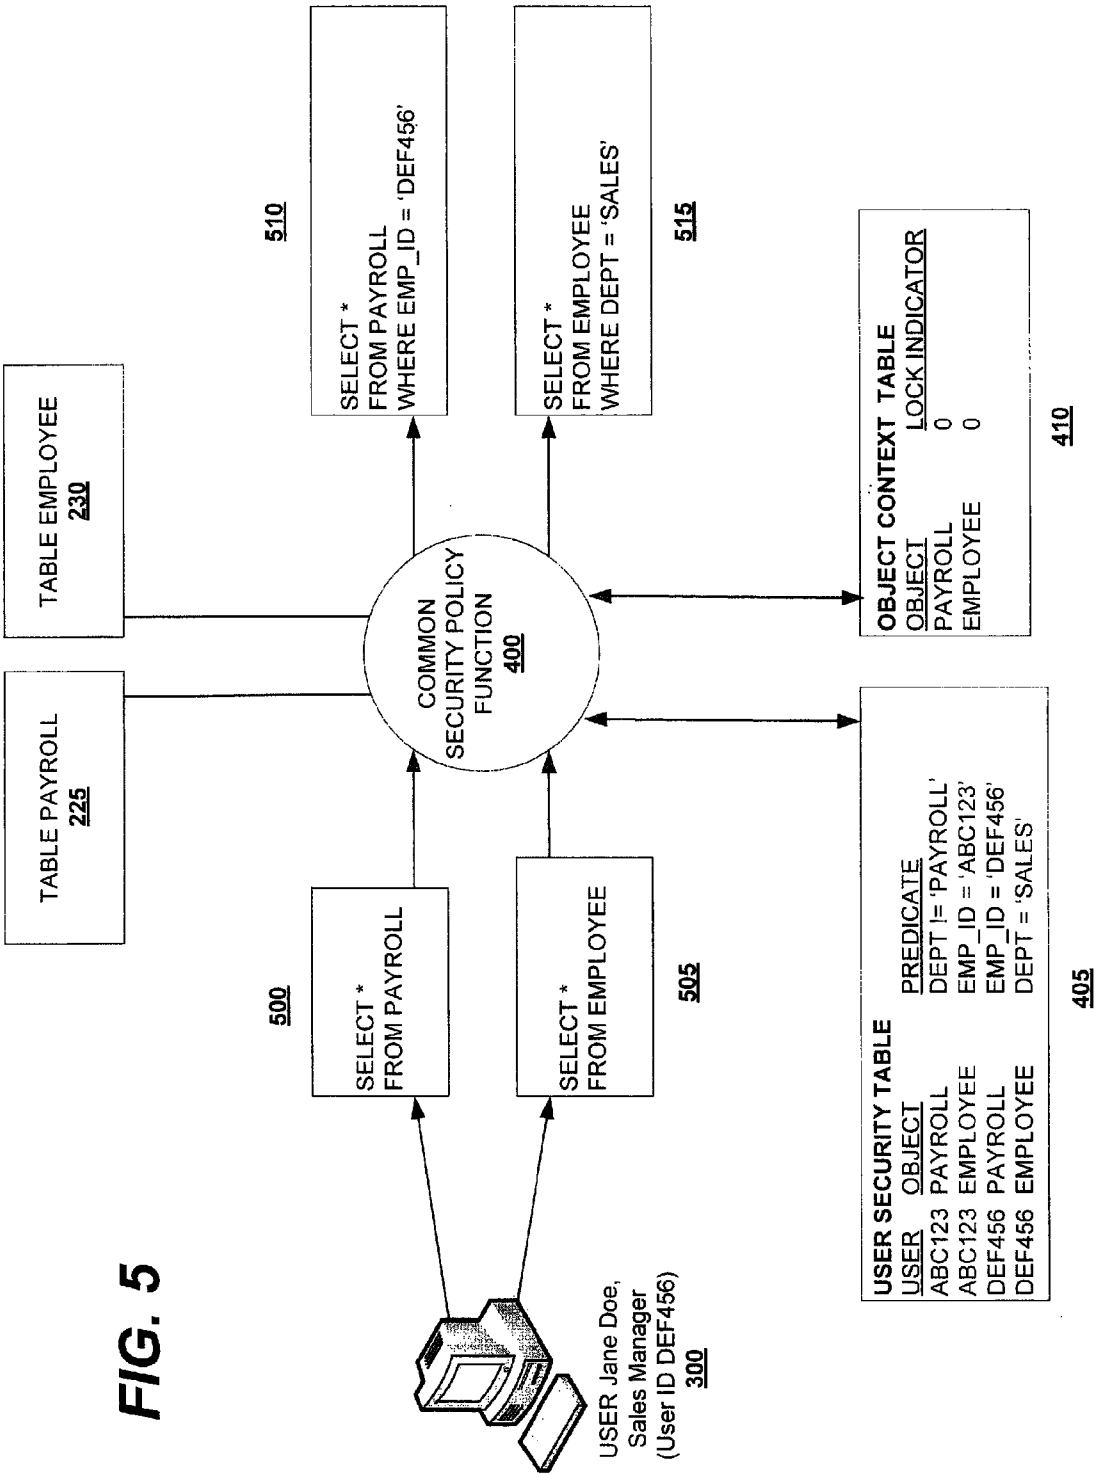 FIG. 5
TABLE PAYROLL
225
TABLE EMPLOYEE
230
500
SELECT *
FROM PAYROLL
510
SELECT *
FROM PAYROLL
WHERE EMP_ID = 'DEF456'
COMMON
SECURITY POLICY
FUNCTION
400
SELECT *
FROM EMPLOYEE
505
SELECT *
FROM EMPLOYEE
WHERE DEPT = 'SALES'
515
USER Jane Doe,
Sales Manager
(User ID DEF456)
300
USER SECURITY TABLE
USER OBJECT PREDICATE
ABC123 PAYROLL DEPT != 'PAYROLL'
ABC123 EMPLOYEE EMP_ID = 'ABC123'
DEF456 PAYROLL EMP_ID = 'DEF456'
DEF456 EMPLOYEE DEPT = 'SALES'
405
OBJECT CONTEXT TABLE
OBJECT LOCK INDICATOR
PAYROLL 0
EMPLOYEE 0
410